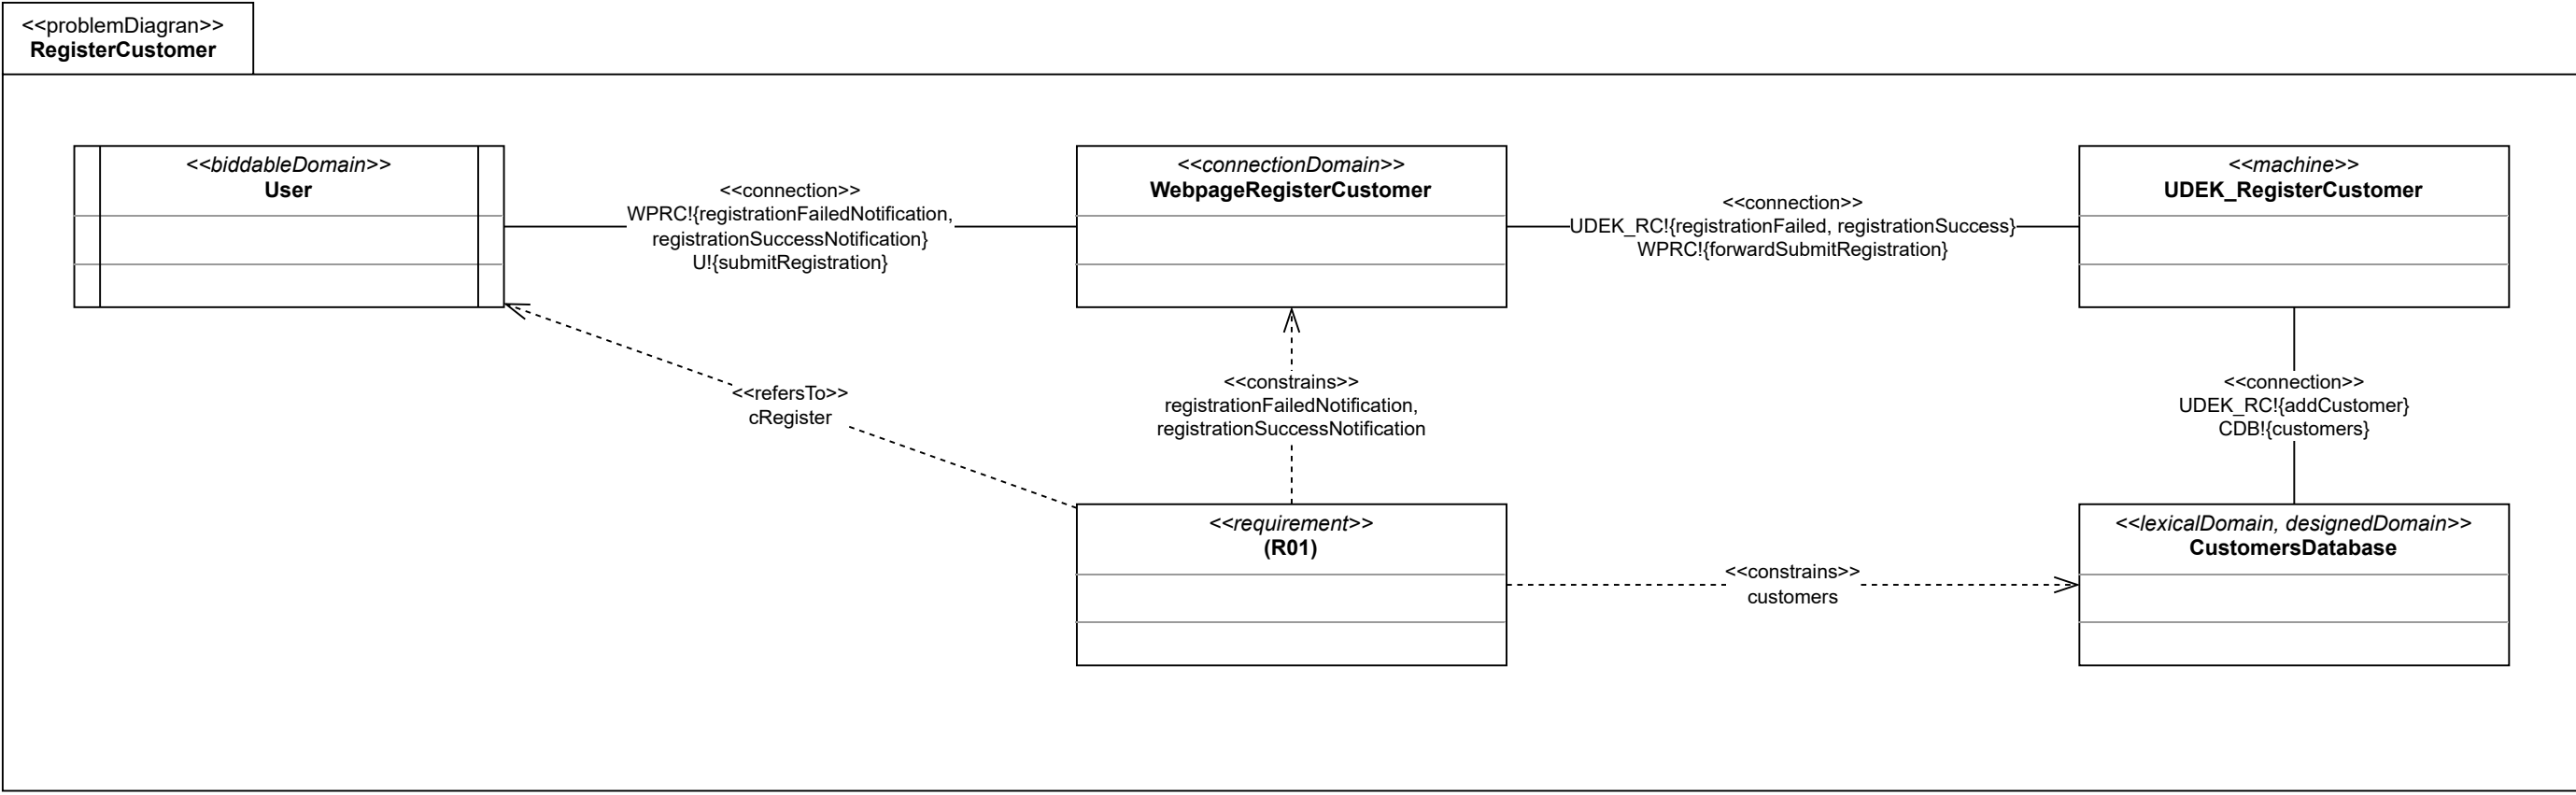 <<problemDiagran>>
RegisterCustomer
<<biddableDomain>>
User
<<connection>>
WPRC!{registrationFailedNotification,
registrationSuccessNotification}
U!{submitRegistration}
<<connectionDomain>>
WebpageRegisterCustomer
<<connection>>
UDEK_RC!{registrationFailed, registrationSuccess}
WPRC!{forwardSubmitRegistration}
<<machine>>
UDEK_RegisterCustomer
<<refersTo>>
cRegister
<<constrains>>
registrationFailedNotification,
registrationSuccessNotification
<<connection>>
UDEK_RC!{addCustomer}
CDB!{customers}
<<requirement>>
(R01)
<<constrains>>
customers
<<lexicalDomain, designedDomain>>
CustomersDatabase